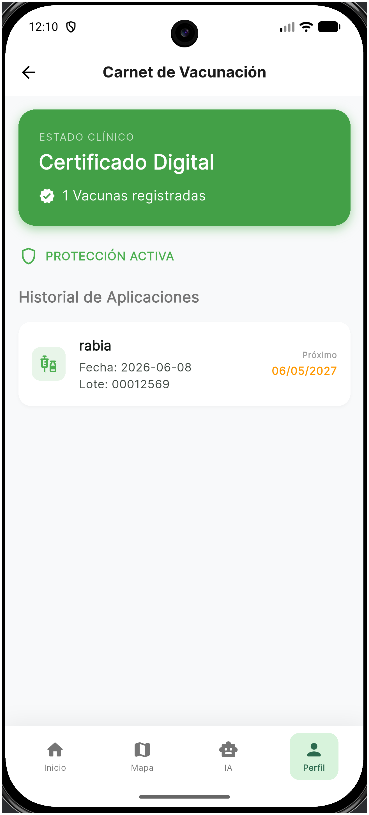 12:10
Carnet de Vacunación
ESTADO CLÍNICO
Certificado Digital
1 Vacunas registradas
PROTECCIÓN ACTIVA
Historial de Aplicaciones
rabia
Fecha: 2026-06-08
Lote: 00012569
Próximo
06/05/2027
Inicio
Mapa
IA
Perfil